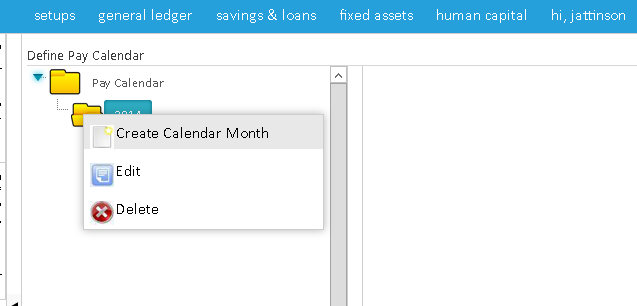 setups general ledger savings & loans fixed assets human capital hi, jattinson
Define Pay Calendar
Pay Calendar
2014
Create Calendar Month
Edit
Delete